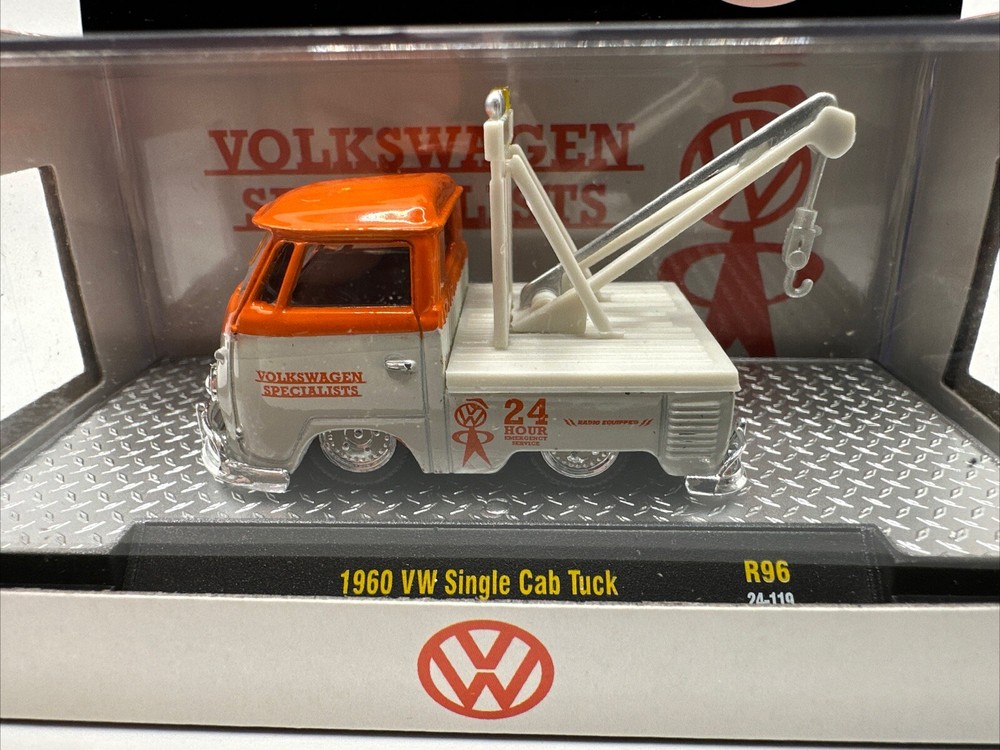 VOLKSWAGEN
SPECIALISTS
VOLKSWAGEN
SPECIALISTS
24
HOUR
EMERGENCY
SERVICE
RADIO EQUIPPED
1960 VW Single Cab Tuck
R96
24-119